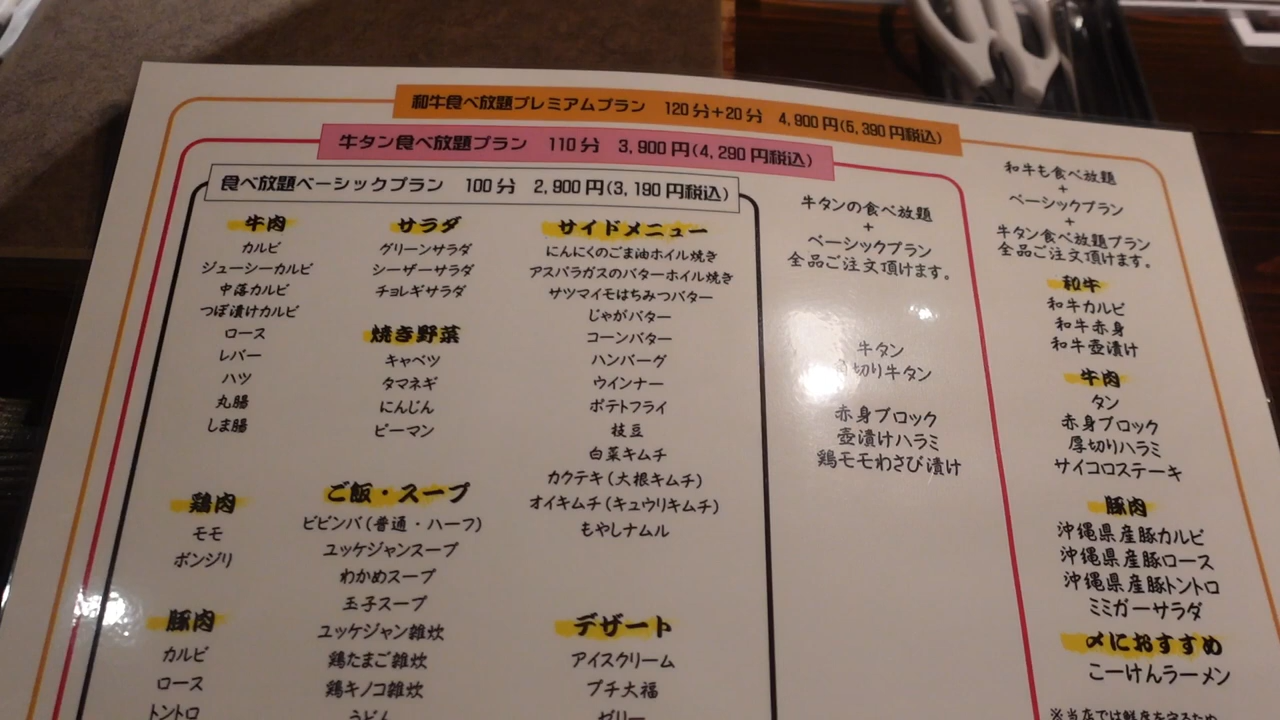 和牛食べ放題プレミアムプラン 120分+20分 4,900円(5,390円税込)
牛タン食べ放題プラン 110分 3,900円(4,290円税込)
食べ放題ベーシックプラン 100分 2,900円(3,190円税込)
牛肉
カルビ
ジューシーカルビ
中落カルビ
つぼ漬けカルビ
ロース
レバー
ハツ
丸腸
しま腸
鶏肉
モモ
ボンジリ
豚肉
カルビ
ロース
トントロ
サラダ
グリーンサラダ
シーザーサラダ
チョレギサラダ
焼き野菜
キャベツ
タマネギ
にんじん
ピーマン
ご飯・スープ
ビビンバ(普通・ハーフ)
ユッケジャンスープ
わかめスープ
玉子スープ
ユッケジャン雑炊
鶏たまご雑炊
鶏キノコ雑炊
うどん
サイドメニュー
にんにくのごま油ホイル焼き
アスパラガスのバターホイル焼き
サツマイモはちみつバター
じゃがバター
コーンバター
ハンバーグ
ウインナー
ポテトフライ
枝豆
白菜キムチ
カクテキ(大根キムチ)
オイキムチ(キュウリキムチ)
もやしナムル
デザート
アイスクリーム
プチ大福
ゼリー
牛タンの食べ放題
+
ベーシックプラン
全品ご注文頂けます。
牛タン
切り牛タン
赤身ブロック
壺漬けハラミ
鶏モモわさび漬け
和牛も食べ放題
+
ベーシックプラン
+
牛タン食べ放題プラン
全品ご注文頂けます。
和牛
和牛カルビ
和牛赤身
和牛壺漬け
牛肉
タン
赤身ブロック
厚切りハラミ
サイコロステーキ
豚肉
沖縄県産豚カルビ
沖縄県産豚ロース
沖縄県産豚トントロ
ミミガーサラダ
〆におすすめ
こーけんラーメン
※当店では鮮度を守るため